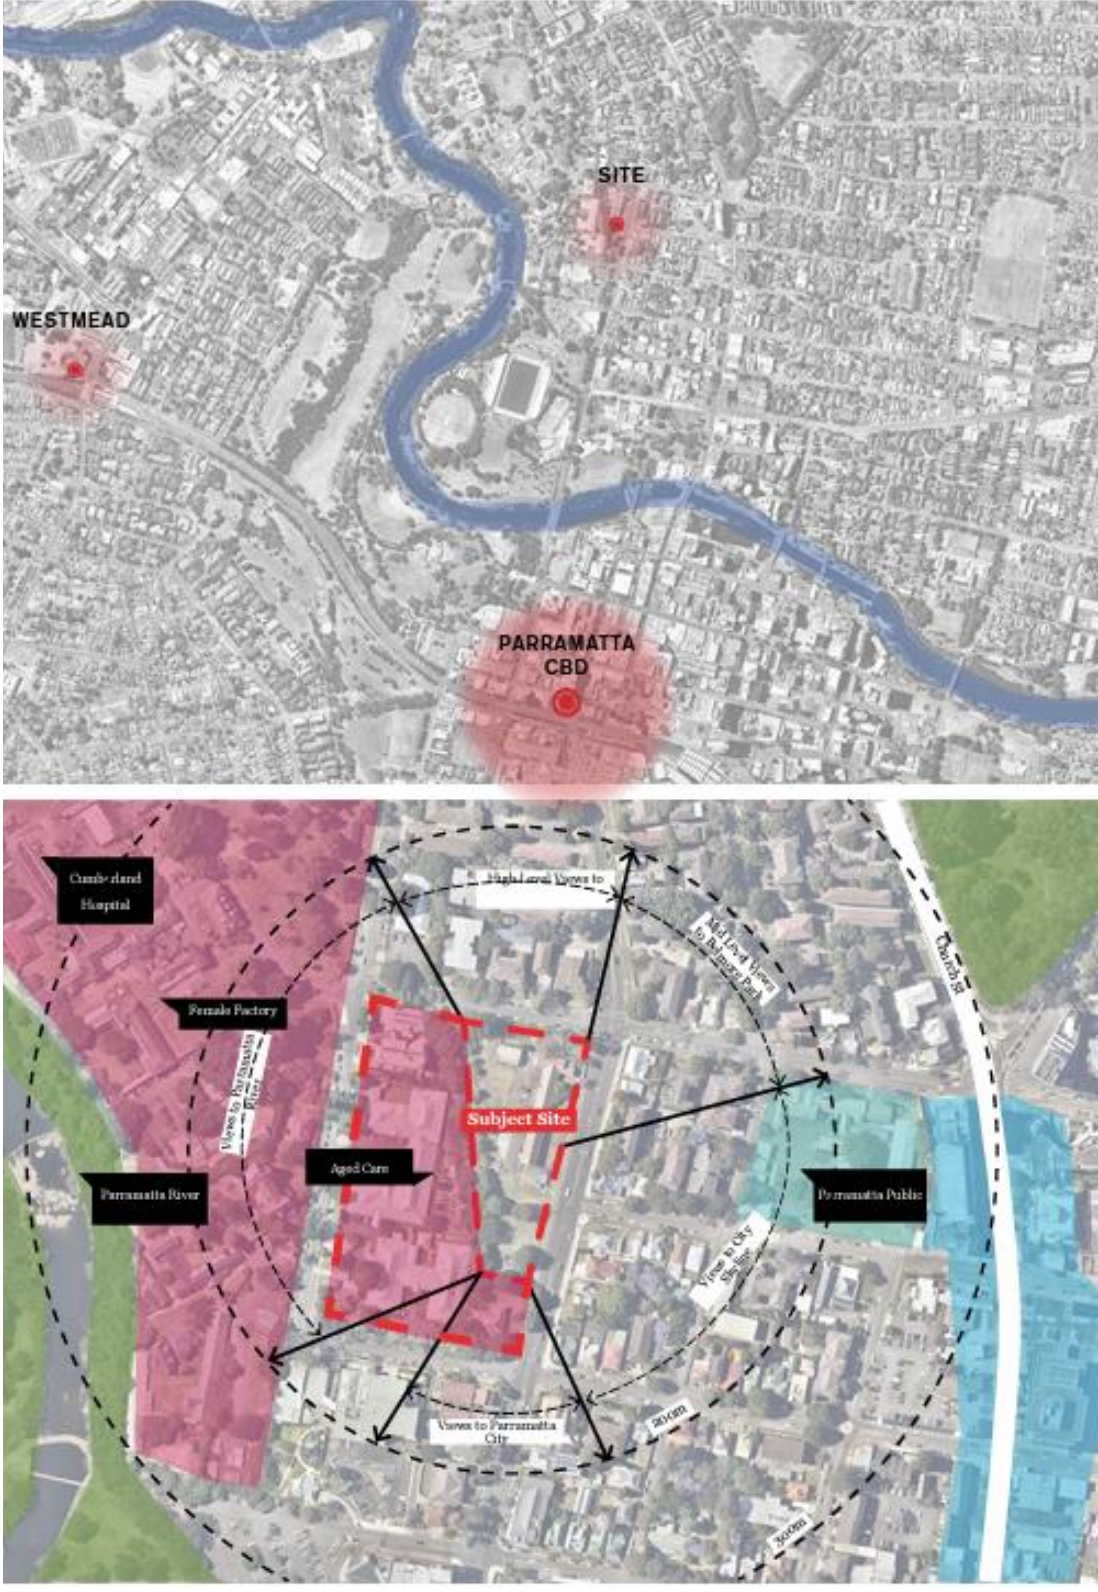 SITE
WESTMEAD
PARRAMATTA
CBD
Cumberland
Hospital
High Level Views to
Mid Level Views
to Belmore Park
Church St
Female Factory
Views to Parramatta
River
Subject Site
Aged Care
Parramatta River
Parramatta Public
Views to City
Skyline
Views to Parramatta
City
200m
500m